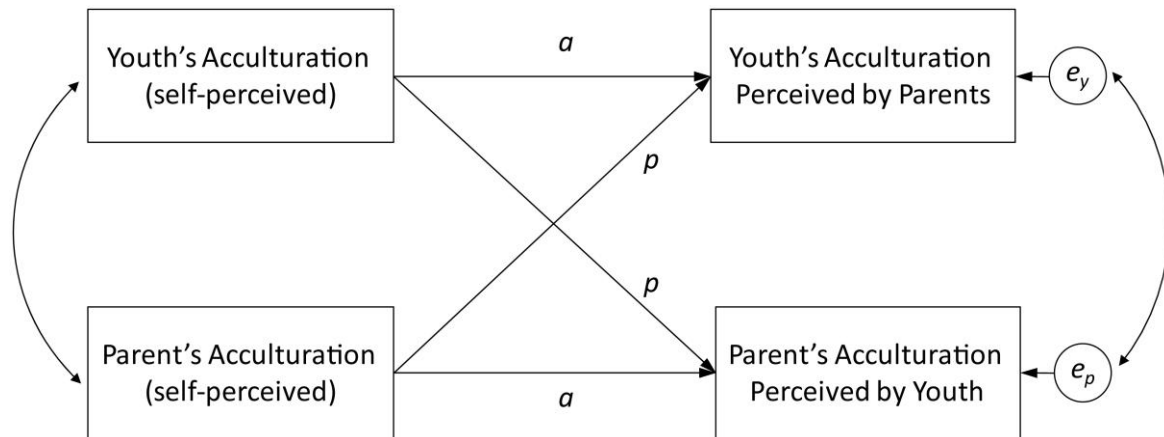 Youth's Acculturation
(self-perceived)
a
Youth's Acculturation
Perceived by Parents
e_y
p
p
Parent's Acculturation
(self-perceived)
a
Parent's Acculturation
Perceived by Youth
e_p